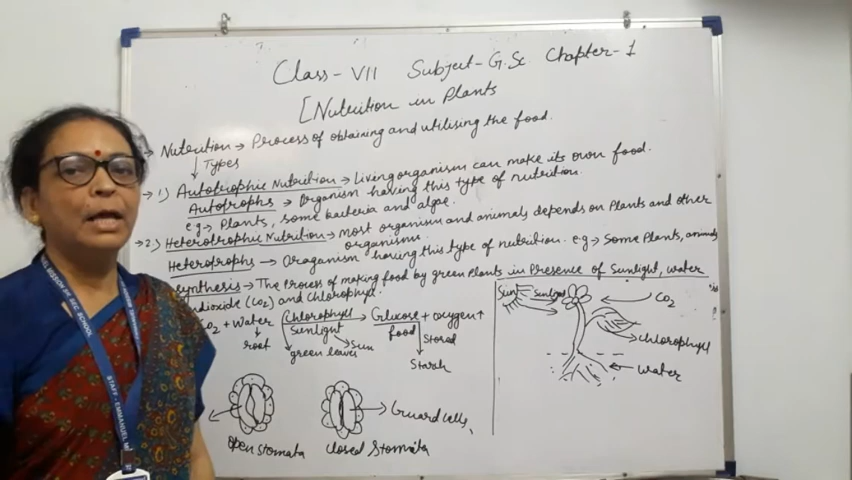 Class-VII Subject-G.Sc Chapter-1
[Nutrition in Plants
Nutrition → Process of obtaining and utilising the food.
↓ Types
1) Autotrophic Nutrition → Living organism can make its own food.
Autotrophs → Organism having this type of nutrition.
e.g → Plants, some bacteria and algae.
2) Heterotrophic Nutrition → Most organism and animals depends on Plants and other
organisms.
Heterotrophs → Oraganism having this type of nutrition. e.g → Some Plants, animals
synthesis → The Process of making food by green Plants in Presence of Sunlight, water
dioxide (CO2) and Chlorophyll.
CO2 + Water Chlorophyll → Glucose + oxygen↑
Sunlight food
root Sun Stored
green leaves
Starch
Sun Sunlight CO2
Chlorophyll
Water
Guard cells
Open Stomata closed Stomata
STAFF - EMMANUEL